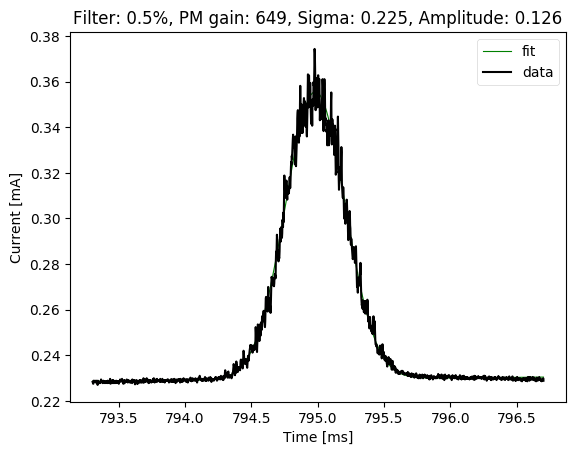 Filter: 0.5%, PM gain: 649, Sigma: 0.225, Amplitude: 0.126
fit
data
Current [mA]
0.38
0.36
0.34
0.32
0.30
0.28
0.26
0.24
0.22
793.5 794.0 794.5 795.0 795.5 796.0 796.5
Time [ms]